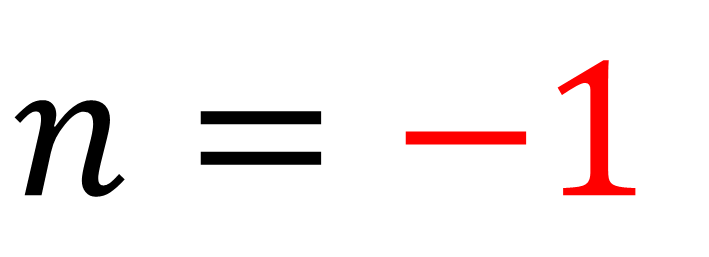 n = −1